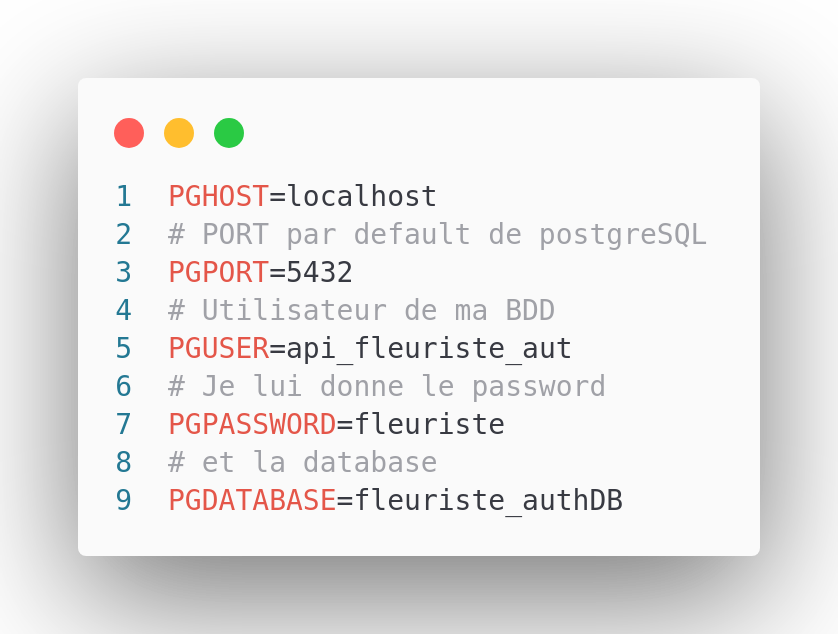 1 PGHOST=localhost
2 # PORT par default de postgreSQL
3 PGPORT=5432
4 # Utilisateur de ma BDD
5 PGUSER=api_fleuriste_aut
6 # Je lui donne le password
7 PGPASSWORD=fleuriste
8 # et la database
9 PGDATABASE=fleuriste_authDB